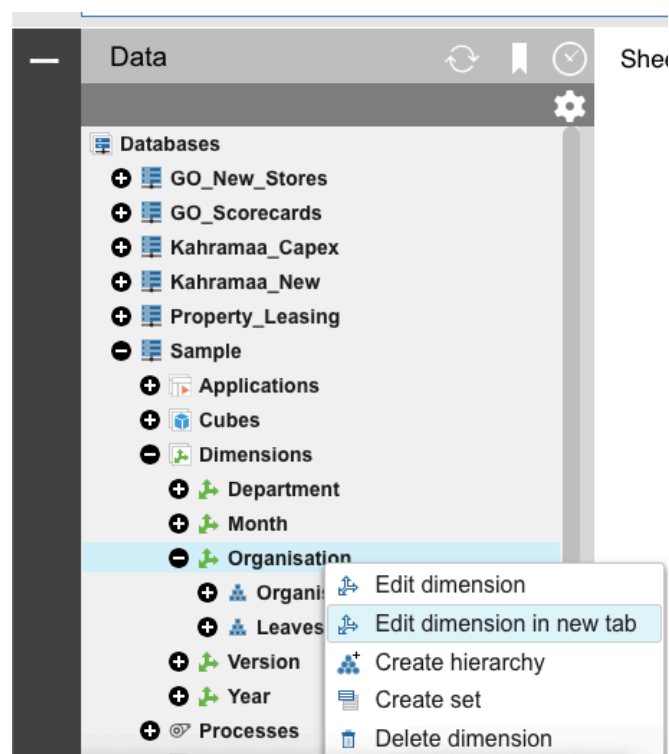 Data
Databases
GO_New_Stores
GO_Scorecards
Kahramaa_Capex
Kahramaa_New
Property_Leasing
Sample
Applications
Cubes
Dimensions
Department
Month
Organisation
Organi
Leaves
Version
Year
Processes
Edit dimension
Edit dimension in new tab
Create hierarchy
Create set
Delete dimension
Shee